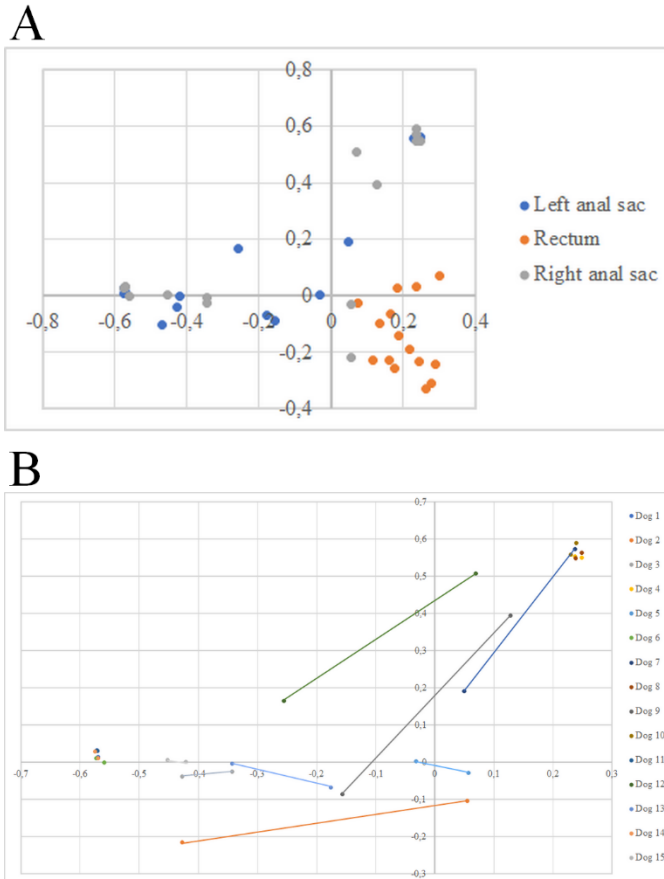 A
0,8
0,6
0,4
0,2
0
-0,8 -0,6 -0,4 -0,2 0 0,2 0,4
-0,2
-0,4
Left anal sac
Rectum
Right anal sac
B
0,7
0,6
0,5
0,4
0,3
0,2
0,1
0
-0,7 -0,6 -0,5 -0,4 -0,3 -0,2 -0,1 0 0,1 0,2 0,3
-0,1
-0,2
-0,3
Dog 1
Dog 2
Dog 3
Dog 4
Dog 5
Dog 6
Dog 7
Dog 8
Dog 9
Dog 10
Dog 11
Dog 12
Dog 13
Dog 14
Dog 15